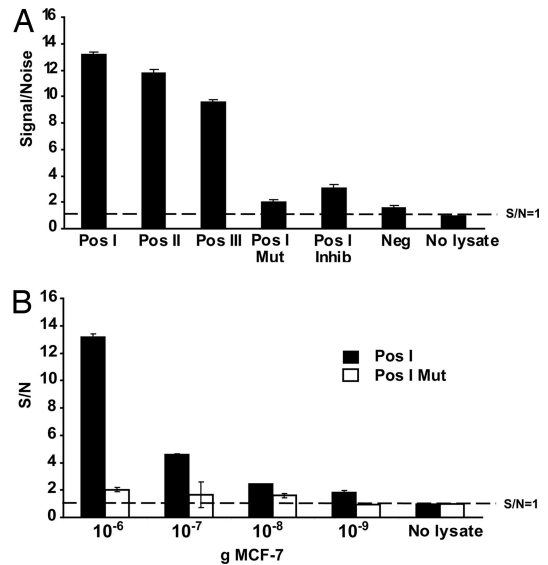 A
Signal/Noise
16
14
12
10
8
6
4
2
0
S/N=1
Pos I Pos II Pos III Pos I Mut Pos I Inhib Neg No lysate
B
S/N
16
14
12
10
8
6
4
2
0
Pos I
Pos I Mut
S/N=1
10-6 10-7 10-8 10-9 No lysate
g MCF-7